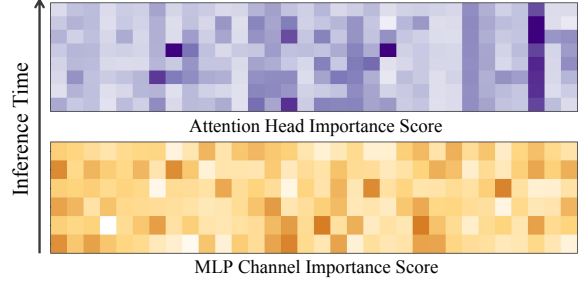 Inference Time
Attention Head Importance Score
MLP Channel Importance Score